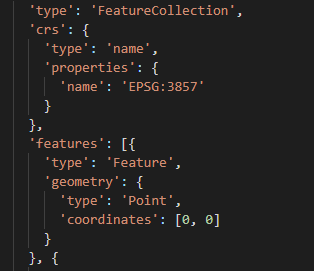 'type': 'FeatureCollection',
'crs': {
'type': 'name',
'properties': {
'name': 'EPSG:3857'
}
},
'features': [{
'type': 'Feature',
'geometry': {
'type': 'Point',
'coordinates': [0, 0]
}
}, {